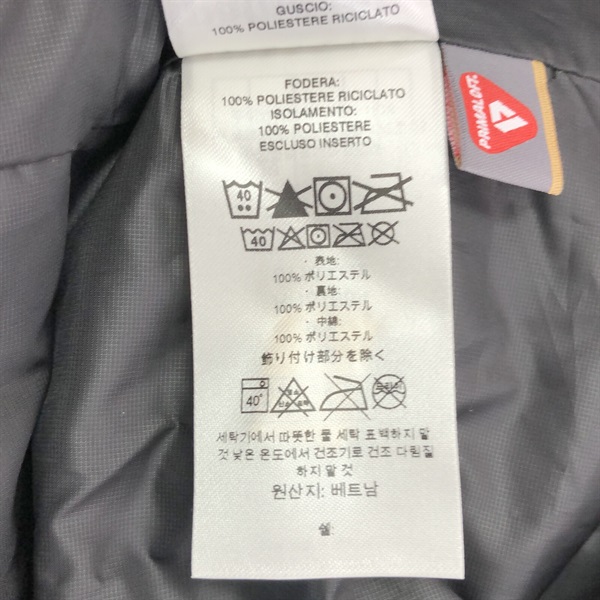 GUSCIO:
100% POLIESTERE RICICLATO
FODERA:
100% POLIESTERE RICICLATO
ISOLAMENTO:
100% POLIESTERE
ESCLUSO INSERTO
PRIMALOFT
40
40
· 表地:
100% ポリエステル
· 裏地:
100% ポリエステル
· 中綿:
100% ポリエステル
飾り付け部分を除く
40°
세탁기에서 따뜻한 물 세탁 표백하지 말
것 낮은 온도에서 건조기로 건조 다림질
하지 말 것
원산지: 베트남
쉘